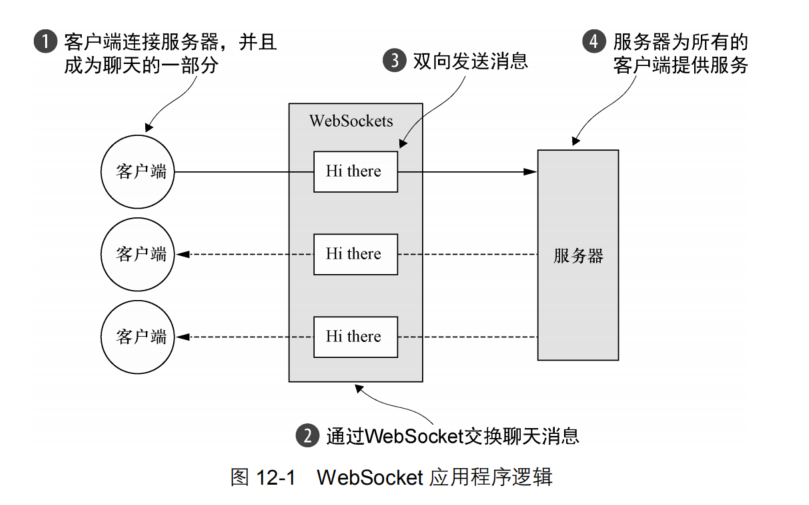 ❶ 客户端连接服务器，并且
成为聊天的一部分
❸ 双向发送消息
❹ 服务器为所有的
客户端提供服务
WebSockets
客户端
Hi there
客户端
Hi there
服务器
客户端
Hi there
❷ 通过WebSocket交换聊天消息
图 12-1 WebSocket 应用程序逻辑